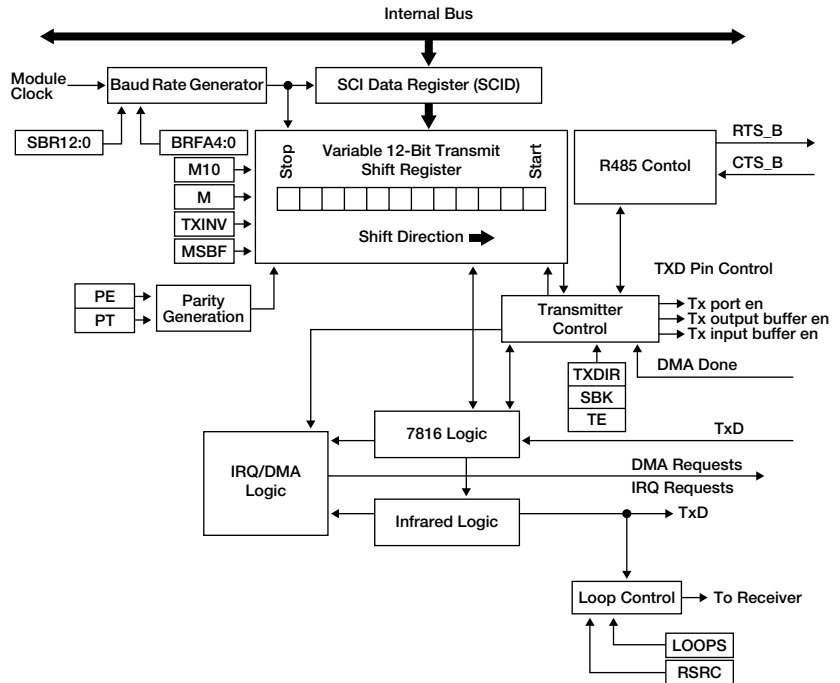 Internal Bus
Module
Clock
Baud Rate Generator
SCI Data Register (SCID)
SBR12:0
BRFA4:0
M10
M
TXINV
MSBF
Stop
Variable 12-Bit Transmit
Shift Register
Start
Shift Direction
R485 Contol
RTS_B
CTS_B
TXD Pin Control
PE
PT
Parity
Generation
Transmitter
Control
Tx port en
Tx output buffer en
Tx input buffer en
DMA Done
TXDIR
SBK
TE
7816 Logic
TxD
IRQ/DMA
Logic
DMA Requests
IRQ Requests
Infrared Logic
TxD
Loop Control
To Receiver
LOOPS
RSRC